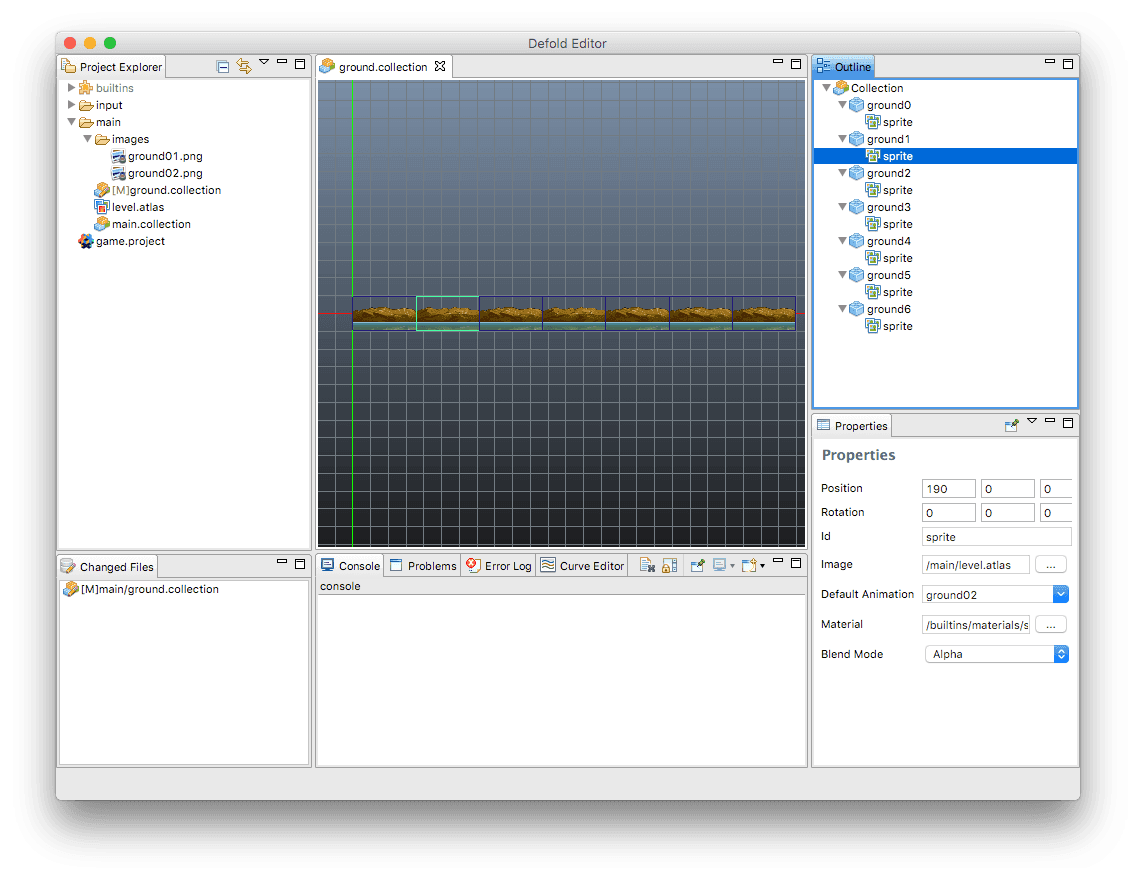 Defold Editor
Project Explorer
builtins
input
main
images
ground01.png
ground02.png
[M]ground.collection
level.atlas
main.collection
game.project
ground.collection
Outline
Collection
ground0
sprite
ground1
sprite
ground2
sprite
ground3
sprite
ground4
sprite
ground5
sprite
ground6
sprite
Properties
Properties
Position 190 0 0
Rotation 0 0 0
Id sprite
Image /main/level.atlas ...
Default Animation ground02
Material /builtins/materials/s ...
Blend Mode Alpha
Changed Files
[M]main/ground.collection
Console Problems Error Log Curve Editor
console